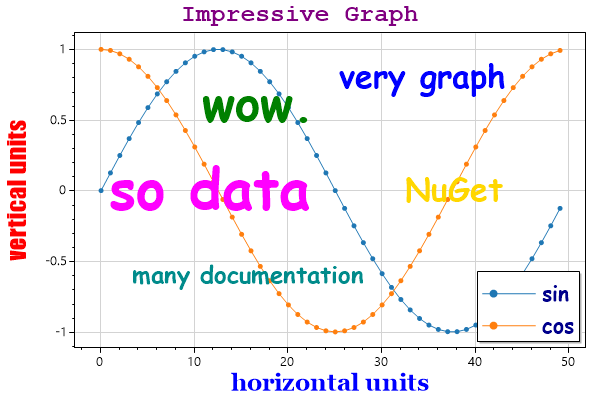 Impressive Graph
vertical units
1
0.5
0
-0.5
-1
very graph
wow.
so data
NuGet
many documentation
sin
cos
0
10
20
30
40
50
horizontal units